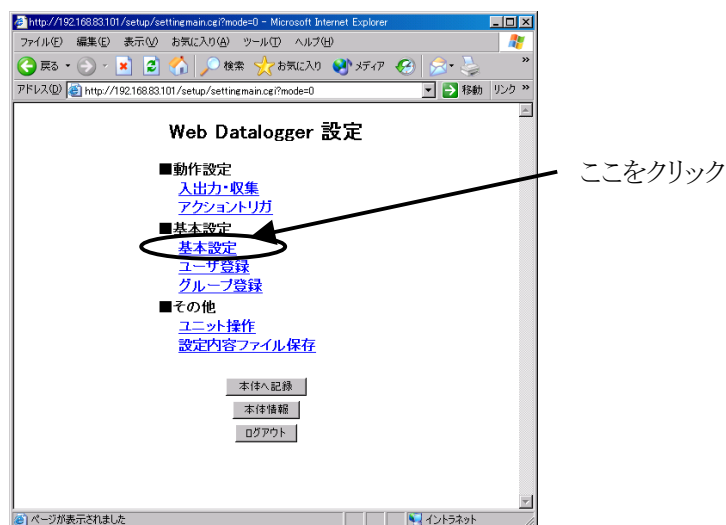 http://192.168.83.101/setup/settingmain.cgi?mode=0 - Microsoft Internet Explorer
ファイル(F) 編集(E) 表示(V) お気に入り(A) ツール(T) ヘルプ(H)
戻る 検索 お気に入り メディア »
アドレス(D) http://192.168.83.101/setup/settingmain.cgi?mode=0 移動 リンク »
Web Datalogger 設定
■動作設定
入出力・収集
アクショントリガ
ここをクリック
■基本設定
基本設定
ユーザ登録
グループ登録
■その他
ユニット操作
設定内容ファイル保存
本体へ記録
本体情報
ログアウト
ページが表示されました イントラネット